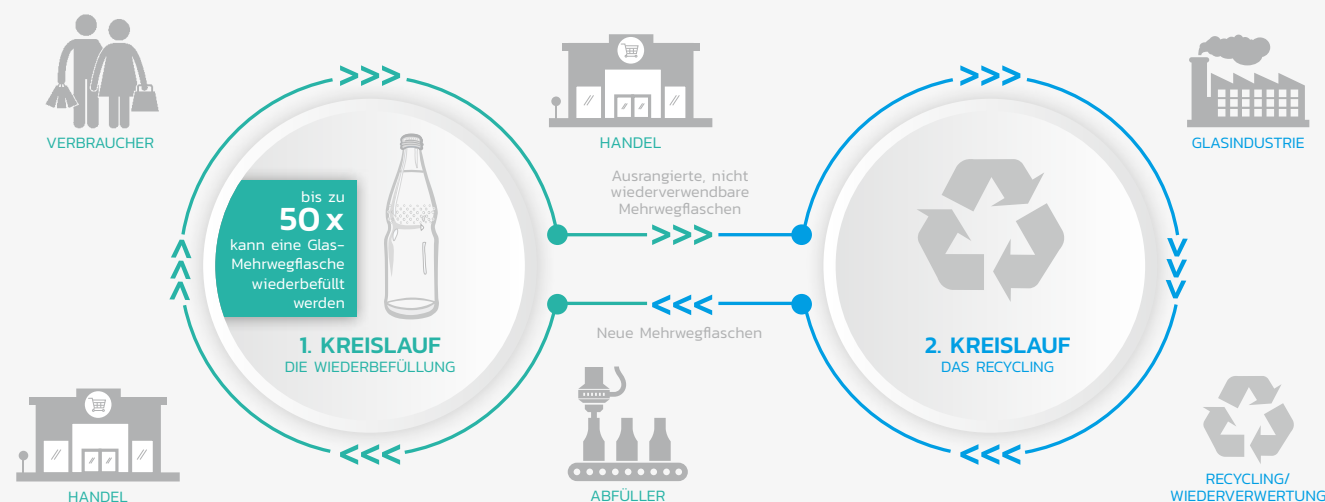 VERBRAUCHER
HANDEL
GLASINDUSTRIE
bis zu
50 x
kann eine Glas-
Mehrwegflasche
wiederbefüllt
werden
Ausrangierte, nicht
wiederverwendbare
Mehrwegflaschen
>>>
<<<
Neue Mehrwegflaschen
1. KREISLAUF
DIE WIEDERBEFÜLLUNG
2. KREISLAUF
DAS RECYCLING
HANDEL
ABFÜLLER
RECYCLING/
WIEDERVERWERTUNG